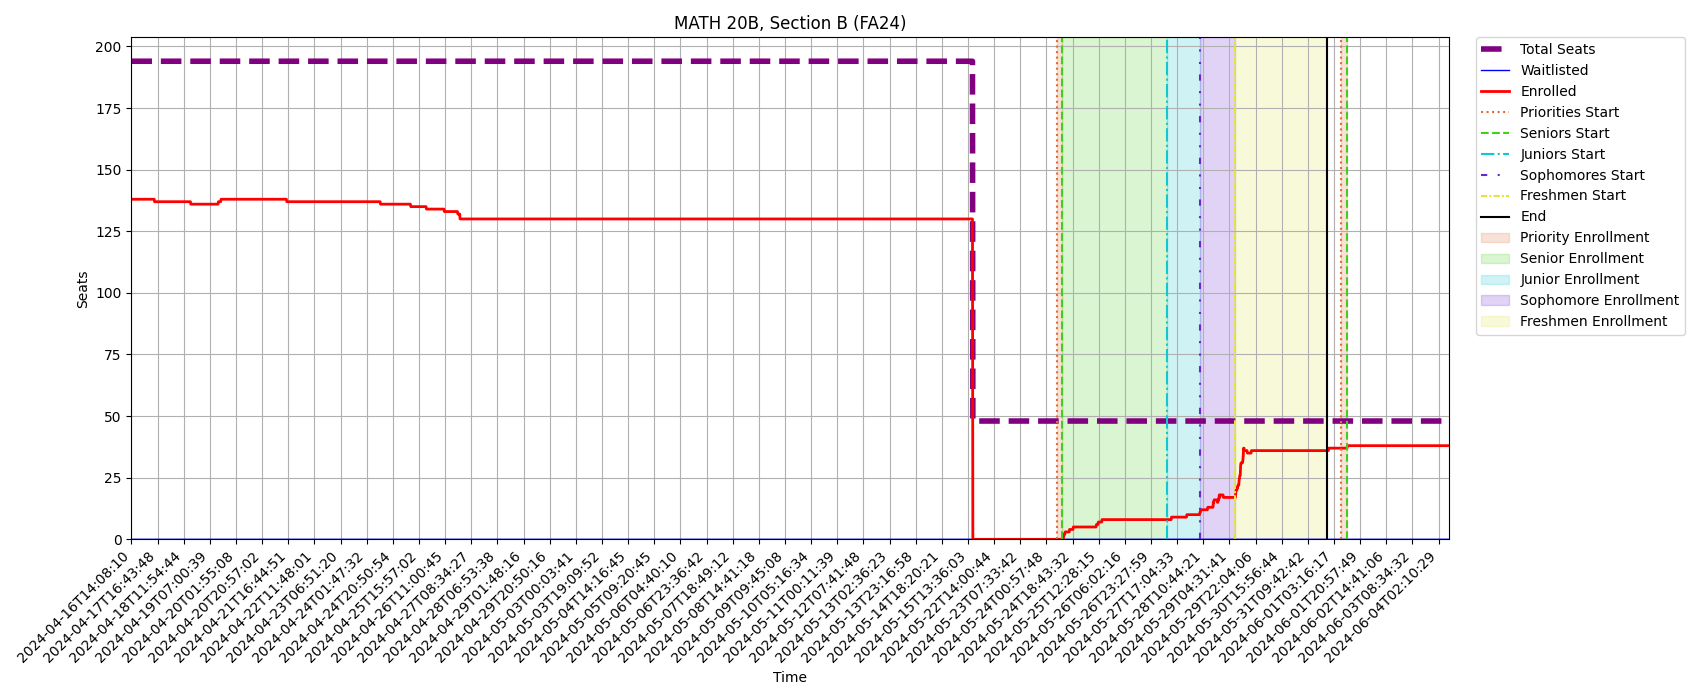 MATH 20B, Section B (FA24)
Seats
200
175
150
125
100
75
50
25
0
2024-04-16T14:08:10
2024-04-17T16:43:48
2024-04-18T11:54:44
2024-04-19T07:00:39
2024-04-20T01:55:08
2024-04-20T20:57:02
2024-04-21T16:44:51
2024-04-22T11:48:01
2024-04-23T06:51:20
2024-04-24T01:47:32
2024-04-24T20:50:54
2024-04-25T15:57:02
2024-04-26T11:00:45
2024-04-27T08:34:27
2024-04-28T06:53:38
2024-04-29T01:48:16
2024-04-29T20:50:16
2024-05-03T00:03:41
2024-05-03T19:09:52
2024-05-04T14:16:45
2024-05-05T09:20:45
2024-05-06T04:40:10
2024-05-06T23:36:42
2024-05-07T18:49:12
2024-05-08T14:41:18
2024-05-09T09:45:08
2024-05-10T05:16:34
2024-05-11T00:11:39
2024-05-12T07:41:48
2024-05-13T02:36:23
2024-05-13T23:16:58
2024-05-14T18:20:21
2024-05-15T13:36:03
2024-05-22T14:00:44
2024-05-23T07:33:42
2024-05-24T00:57:48
2024-05-24T18:43:32
2024-05-25T12:28:15
2024-05-26T06:02:16
2024-05-26T23:27:59
2024-05-27T17:04:33
2024-05-28T10:44:21
2024-05-29T04:31:41
2024-05-29T22:04:06
2024-05-30T15:56:44
2024-05-31T09:42:42
2024-06-01T03:16:17
2024-06-01T20:57:49
2024-06-02T14:41:06
2024-06-03T08:34:32
2024-06-04T02:10:29
Time
Total Seats
Waitlisted
Enrolled
Priorities Start
Seniors Start
Juniors Start
Sophomores Start
Freshmen Start
End
Priority Enrollment
Senior Enrollment
Junior Enrollment
Sophomore Enrollment
Freshmen Enrollment